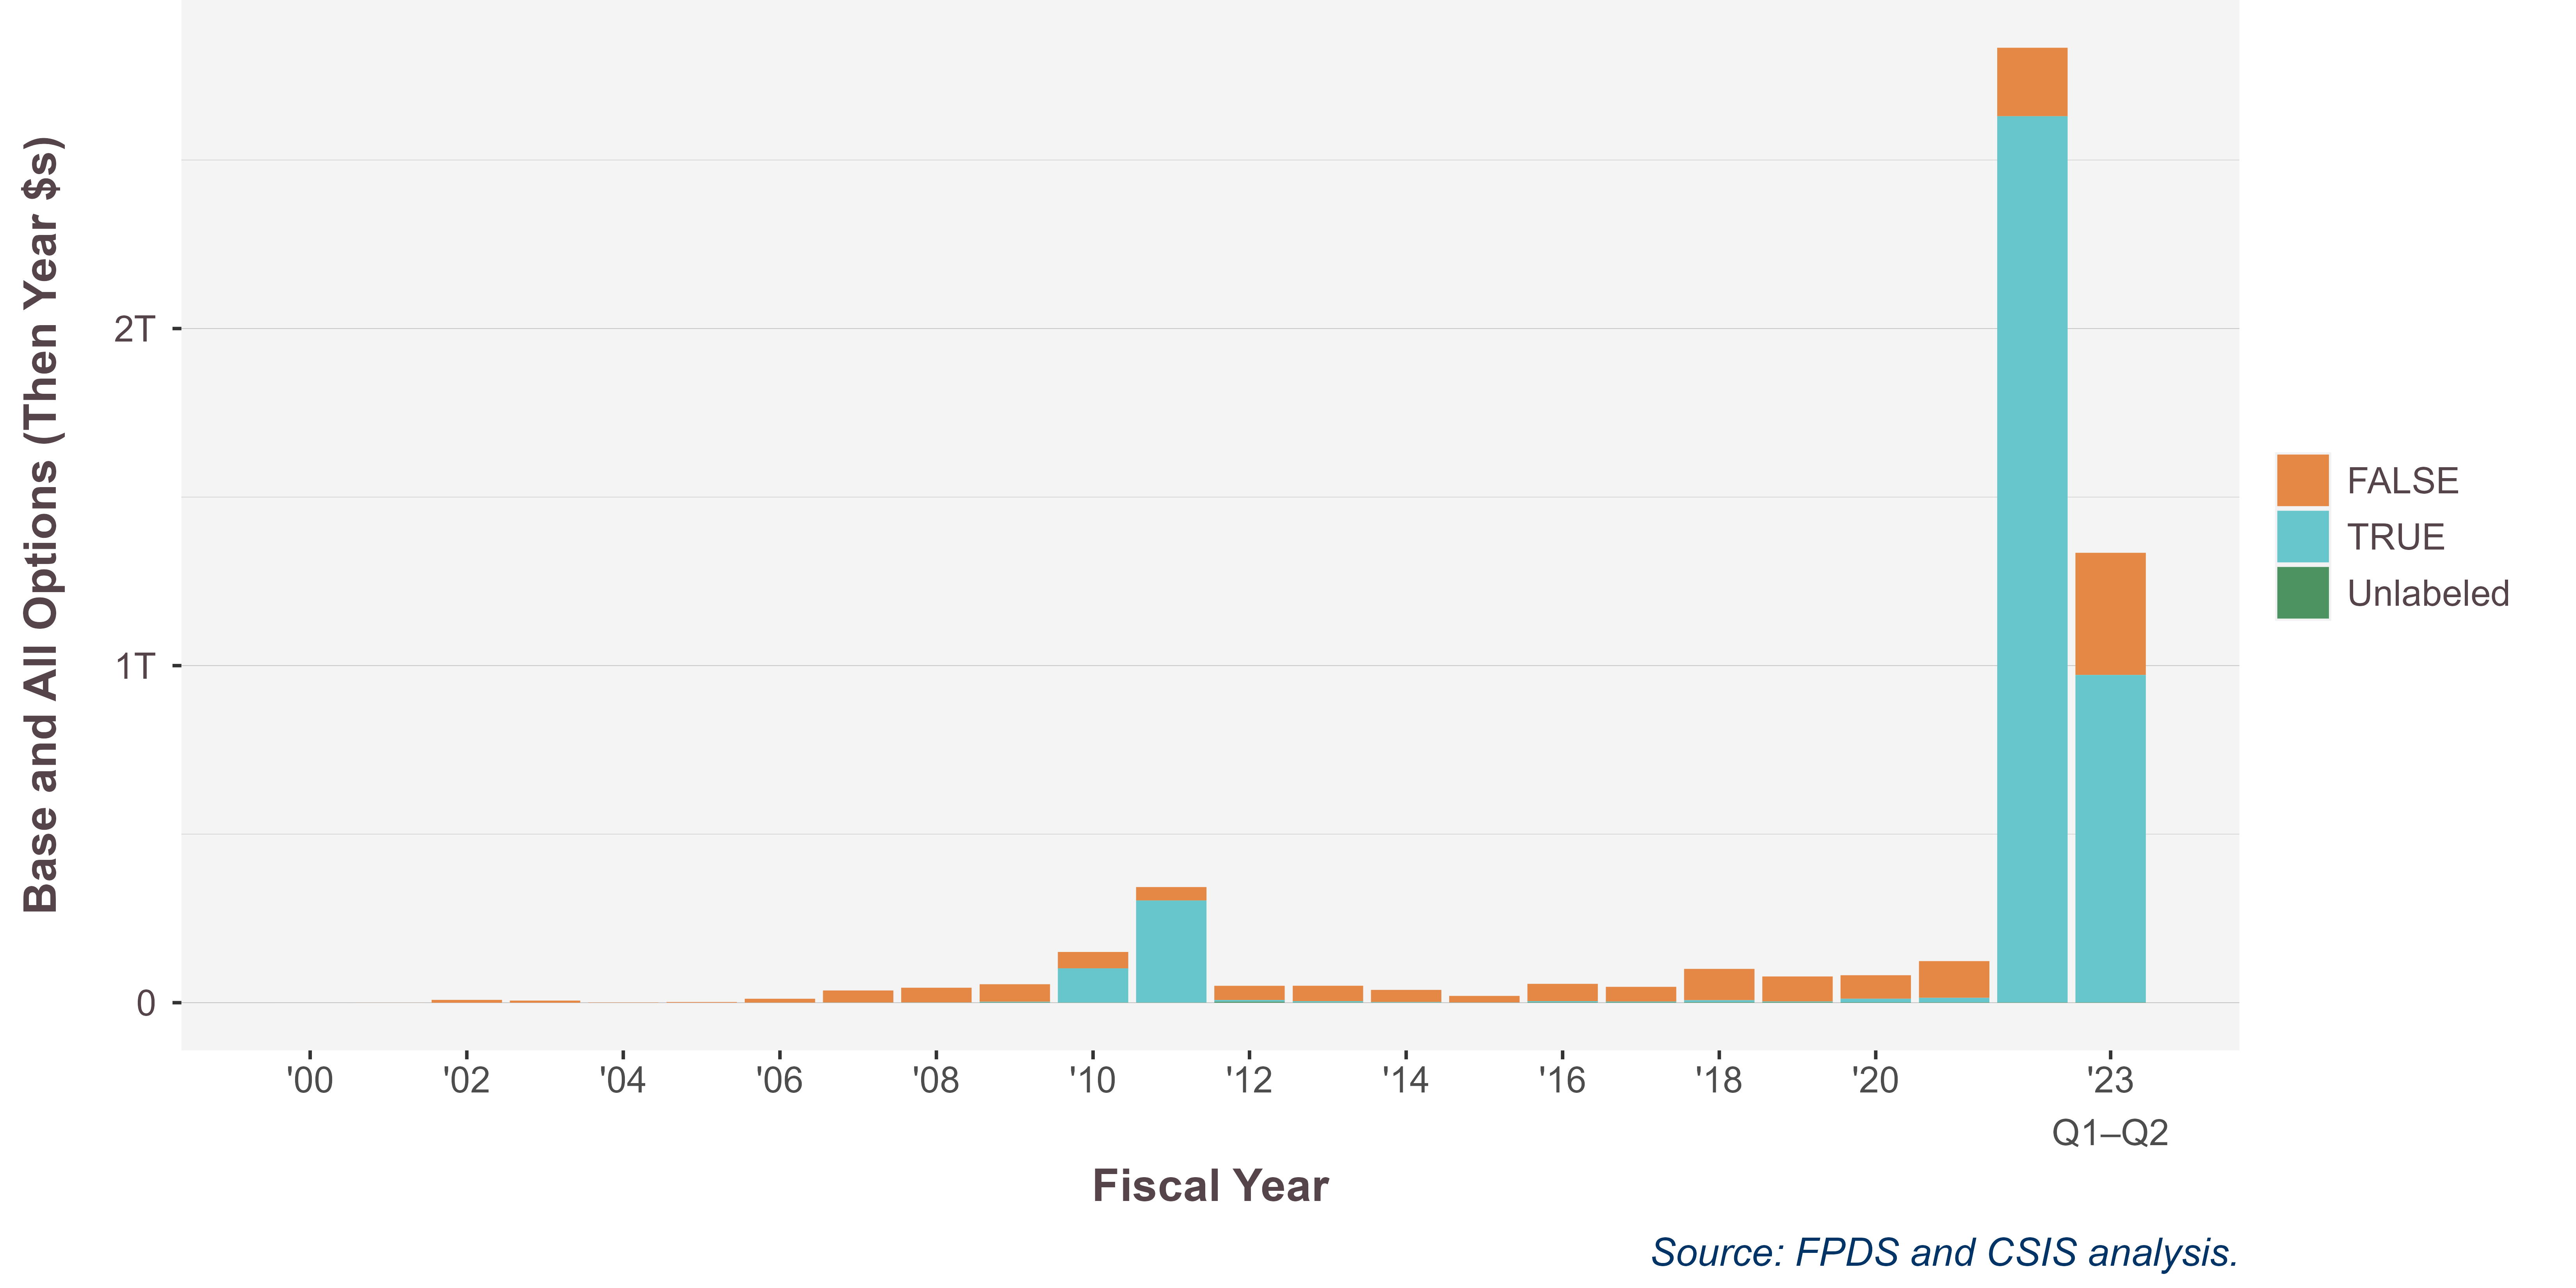 Base and All Options (Then Year $s)
2T
1T
0
'00
'02
'04
'06
'08
'10
'12
'14
'16
'18
'20
'23
Q1–Q2
Fiscal Year
FALSE
TRUE
Unlabeled
Source: FPDS and CSIS analysis.